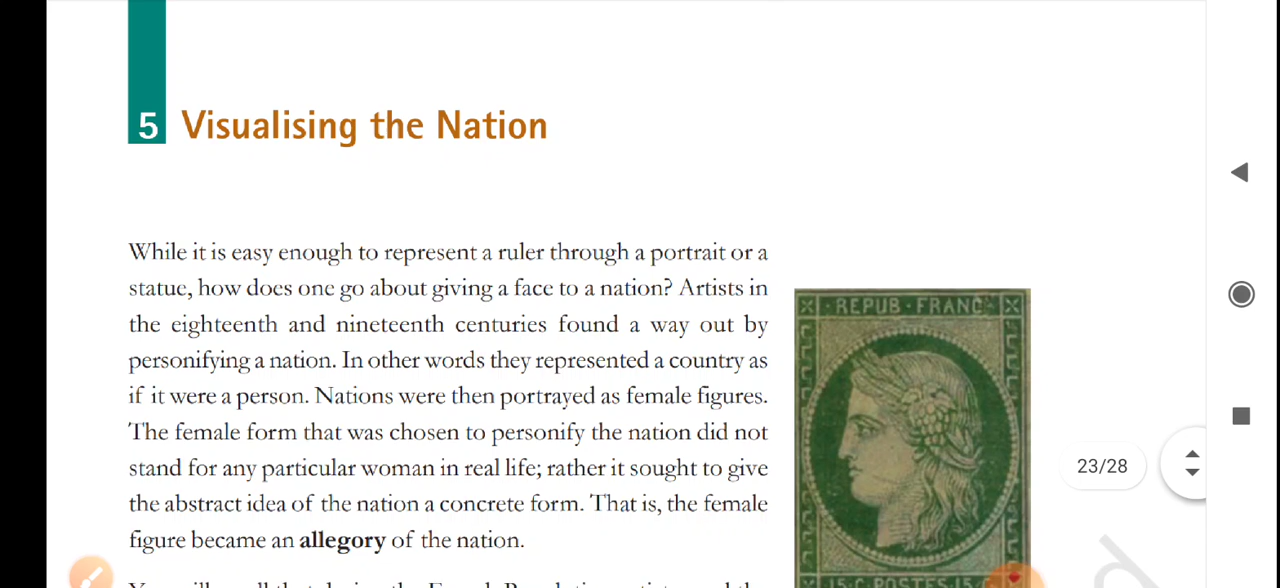 5 Visualising the Nation
While it is easy enough to represent a ruler through a portrait or a
statue, how does one go about giving a face to a nation? Artists in
the eighteenth and nineteenth centuries found a way out by
personifying a nation. In other words they represented a country as
if it were a person. Nations were then portrayed as female figures.
The female form that was chosen to personify the nation did not
stand for any particular woman in real life; rather it sought to give
the abstract idea of the nation a concrete form. That is, the female
figure became an allegory of the nation.
REPUB · FRANC
15·C·POSTES·15
23/28